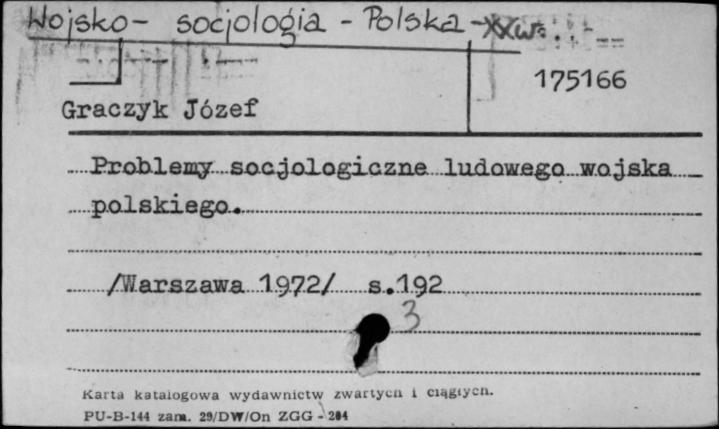 Wojsko - socjologia - Polska - XXw.
175166
Graczyk Józef
Problemy socjologiczne ludowego wojska
polskiego.
/Warszawa 1972/ s.192
3
Karta katalogowa wydawnictw zwartych i ciągłych.
PU-B-144 zam. 29/DW/On ZGG - 204